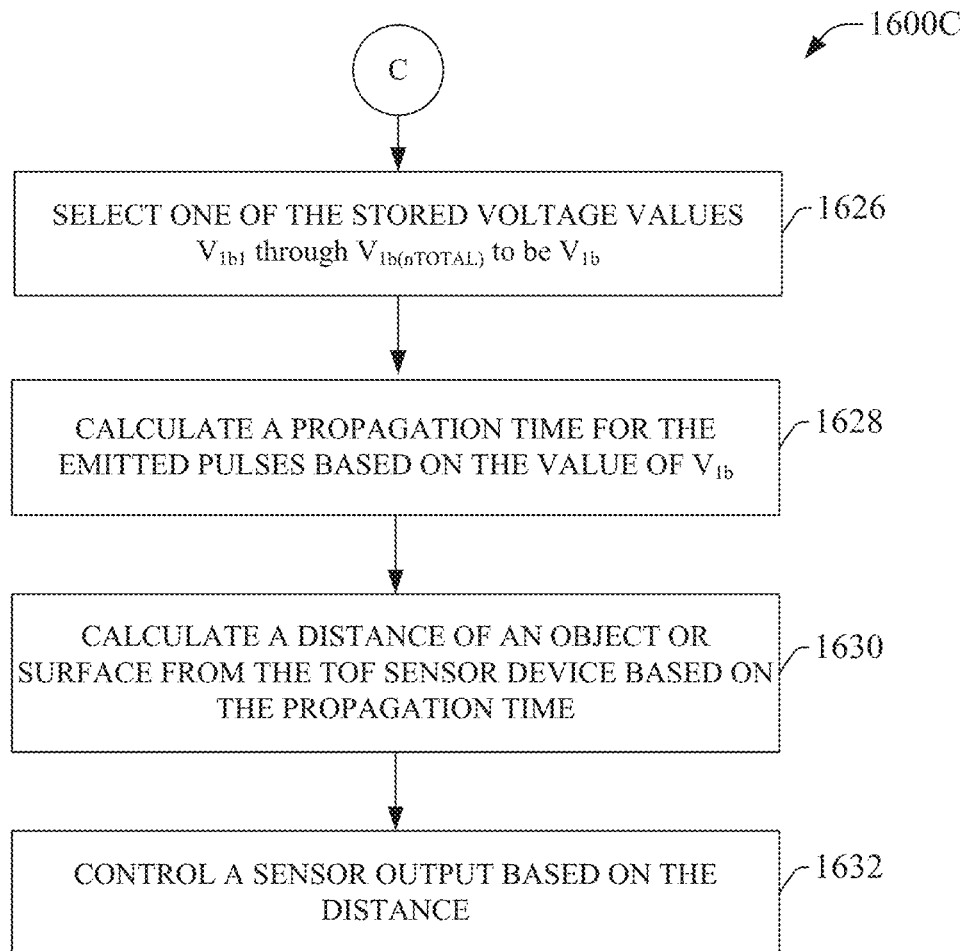 1600C
C
SELECT ONE OF THE STORED VOLTAGE VALUES
V1b1 through V1b(nTOTAL) to be V1b
1626
CALCULATE A PROPAGATION TIME FOR THE
EMITTED PULSES BASED ON THE VALUE OF V1b
1628
CALCULATE A DISTANCE OF AN OBJECT OR
SURFACE FROM THE TOF SENSOR DEVICE BASED ON
THE PROPAGATION TIME
1630
CONTROL A SENSOR OUTPUT BASED ON THE
DISTANCE
1632